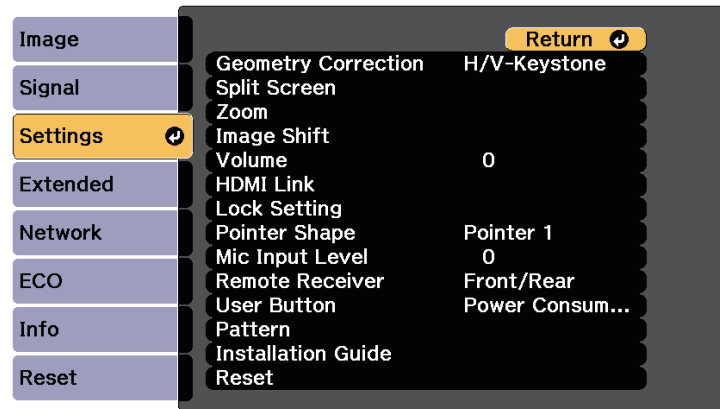 Image
Signal
Settings
Extended
Network
ECO
Info
Reset
Return
Geometry Correction H/V-Keystone
Split Screen
Zoom
Image Shift
Volume 0
HDMI Link
Lock Setting
Pointer Shape Pointer 1
Mic Input Level 0
Remote Receiver Front/Rear
User Button Power Consum...
Pattern
Installation Guide
Reset